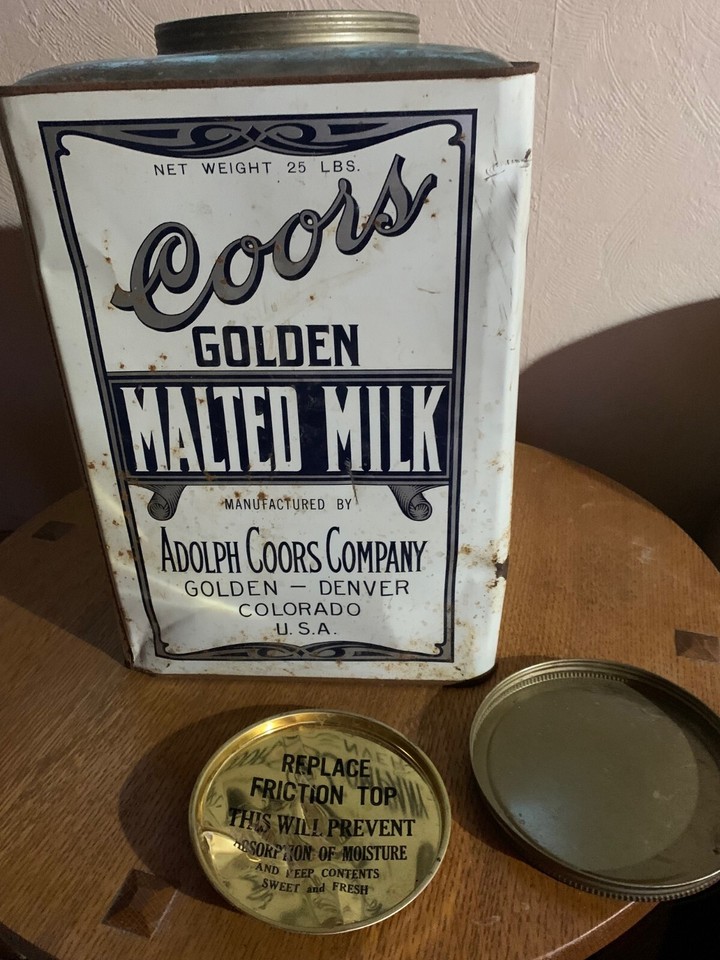 NET WEIGHT 25 LBS.
Coors
GOLDEN
MALTED MILK
MANUFACTURED BY
ADOLPH COORS COMPANY
GOLDEN — DENVER
COLORADO
U.S.A.
REPLACE
FRICTION TOP
THIS WILL PREVENT
ABSORPTION OF MOISTURE
AND KEEP CONTENTS
SWEET and FRESH